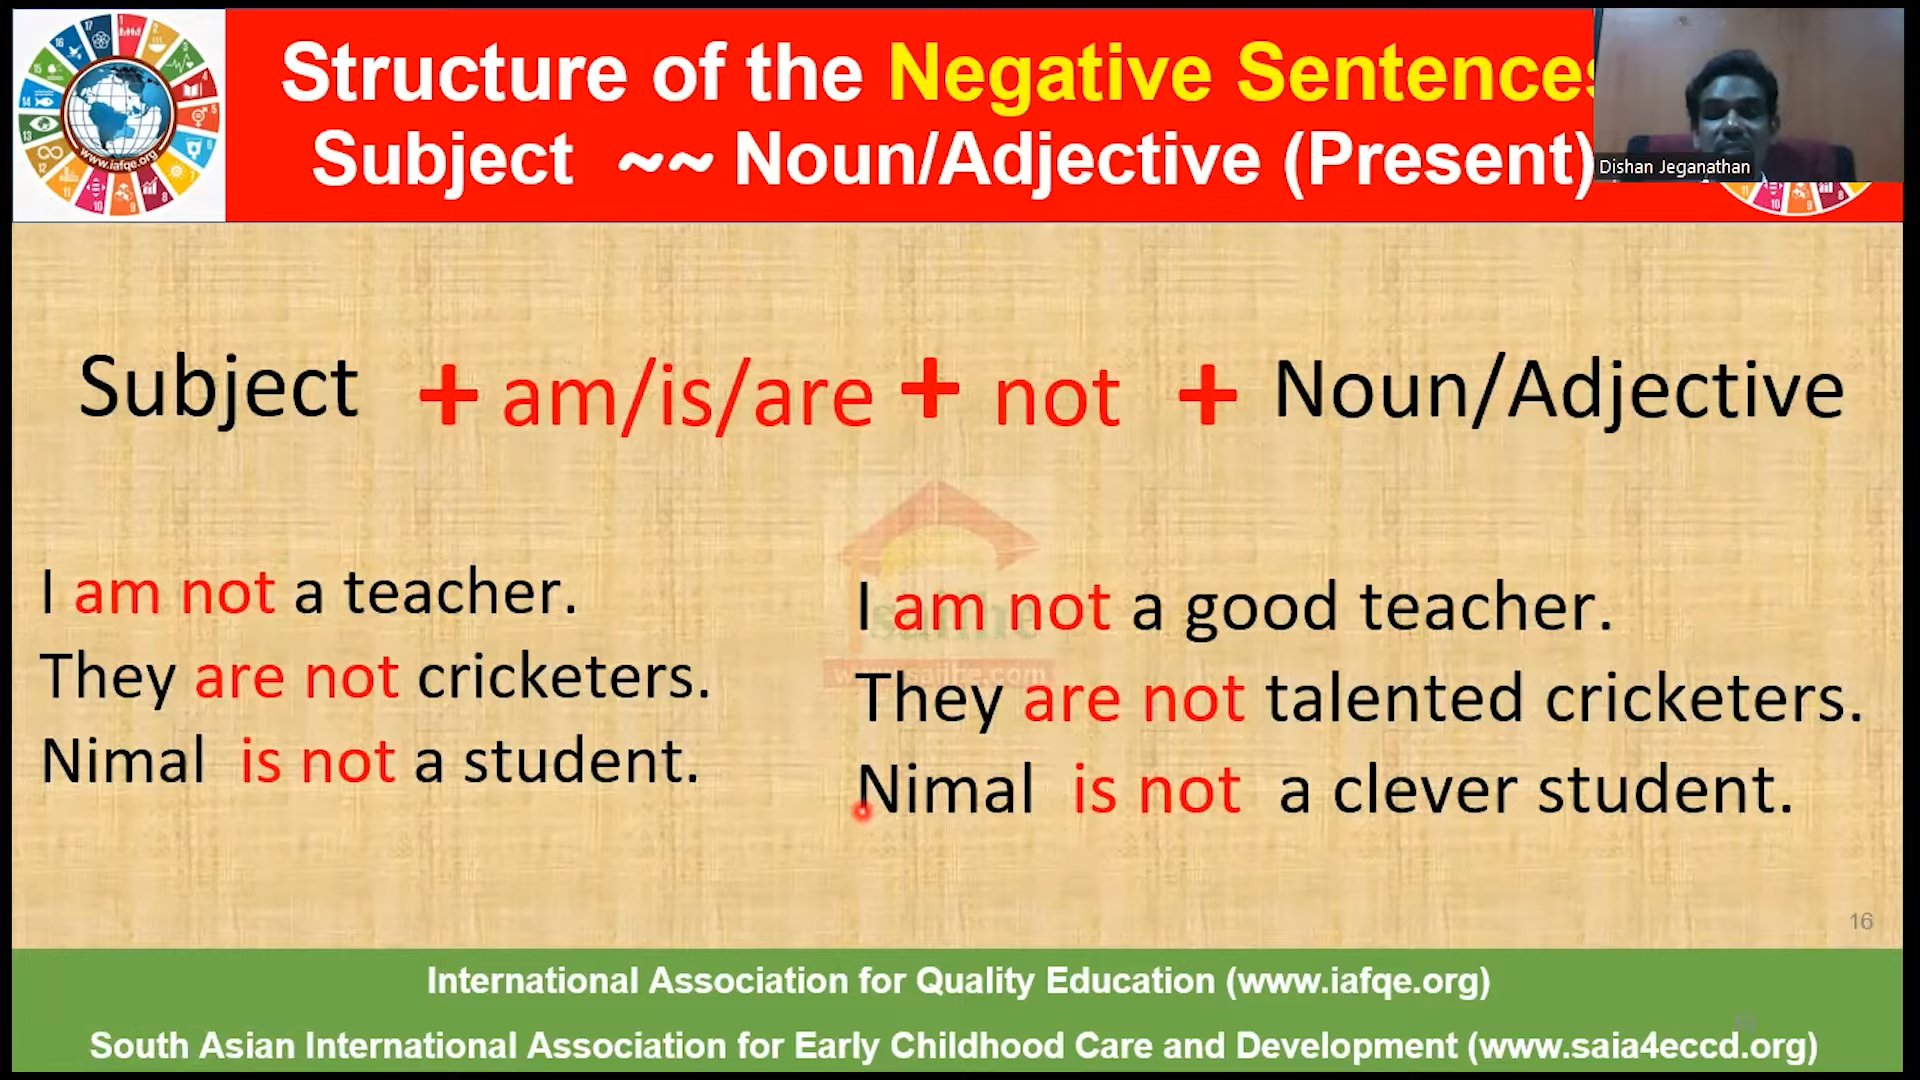 Structure of the Negative Sentences
Subject ~~ Noun/Adjective (Present)
Dishan Jeganathan
www.iafqe.org
Subject + am/is/are + not + Noun/Adjective
I am not a teacher.
They are not cricketers.
Nimal is not a student.
I am not a good teacher.
They are not talented cricketers.
Nimal is not a clever student.
16
International Association for Quality Education (www.iafqe.org)
South Asian International Association for Early Childhood Care and Development (www.saia4eccd.org)